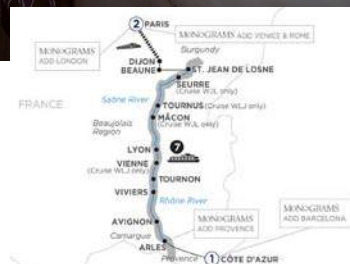 2 PARIS
MONOGRAMS
ADD LONDON
MONOGRAMS ADD VENICE & ROME
Burgundy
DIJON
BEAUNE
ST. JEAN DE LOSNE
SEURRE
(Cruise WJL only)
FRANCE
Saône River
TOURNUS (Cruise WJL only)
MÂCON
(Cruise WJL only)
Beaujolais
Region
LYON
7
VIENNE
(Cruise WLJ only)
TOURNON
VIVIERS
Rhône River
AVIGNON
MONOGRAMS
ADD PROVENCE
MONOGRAMS
ADD BARCELONA
Camargue
ARLES
Provence
1 CÔTE D'AZUR